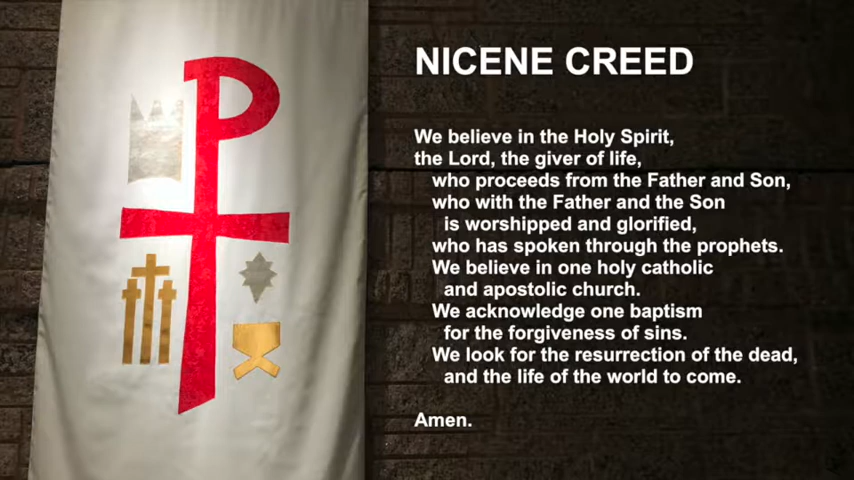 NICENE CREED
We believe in the Holy Spirit,
the Lord, the giver of life,
who proceeds from the Father and Son,
who with the Father and the Son
is worshipped and glorified,
who has spoken through the prophets.
We believe in one holy catholic
and apostolic church.
We acknowledge one baptism
for the forgiveness of sins.
We look for the resurrection of the dead,
and the life of the world to come.
Amen.